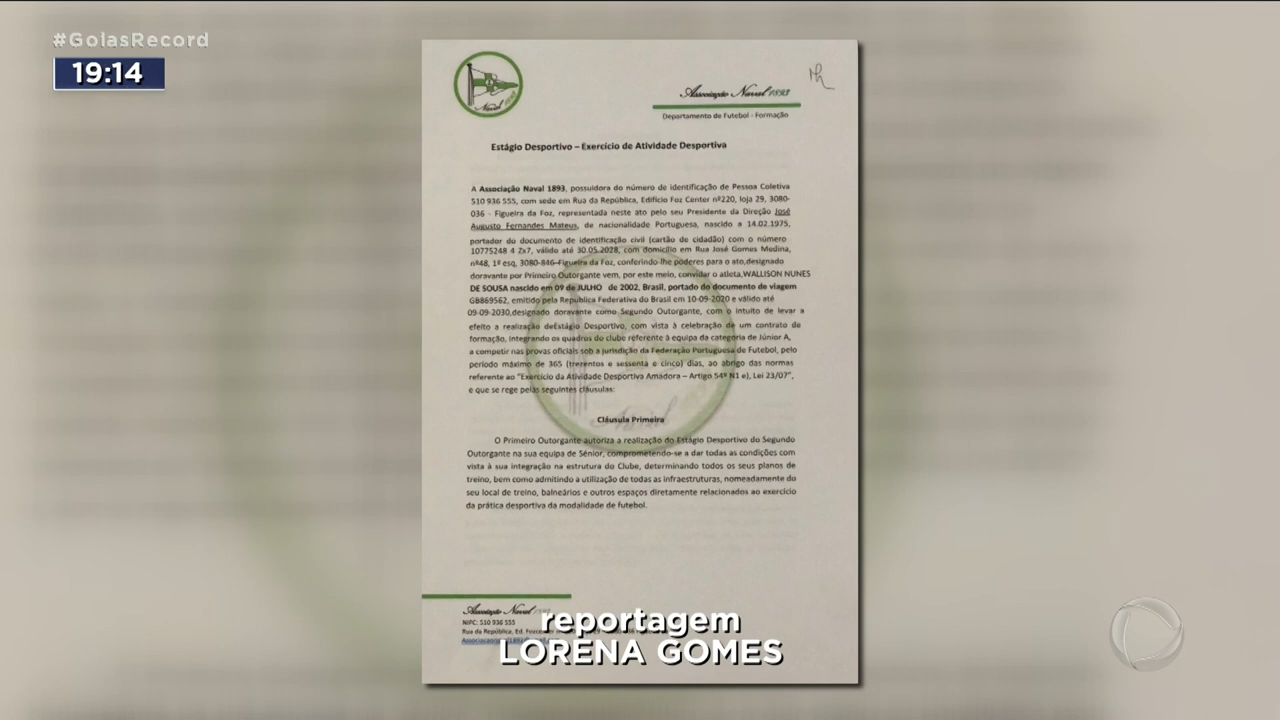 #GoiasRecord
19:14
Naval 1893
Associação Naval 1893
Departamento de Futebol - Formação
Estágio Desportivo – Exercício de Atividade Desportiva
A Associação Naval 1893, possuidora do número de identificação de Pessoa Coletiva
510 936 555, com sede em Rua da República, Edifício Foz Center nº220, loja 29, 3080-
036 - Figueira da Foz, representada neste ato pelo seu Presidente da Direção José
Augusto Fernandes Mateus, de nacionalidade Portuguesa, nascido a 14.02.1975,
portador do documento de identificação civil (cartão de cidadão) com o número
10775248 4 Zx7, válido até 30.05.2028, com domicílio em Rua José Gomes Medina,
nº48, 1º esq, 3080-846-Figueira da Foz, conferindo-lhe poderes para o ato,designado
doravante por Primeiro Outorgante vem, por este meio, convidar o atleta,WALLISON NUNES
DE SOUSA nascido em 09 de JULHO de 2002, Brasil, portado do documento de viagem
GB869562, emitido pela República Federativa do Brasil em 10-09-2020 e válido até
09-09-2030,designado doravante como Segundo Outorgante, com o intuito de levar a
efeito a realização deEstágio Desportivo, com vista à celebração de um contrato de
formação, integrando os quadros do clube referente à equipa da categoria de Júnior A,
a competir nas provas oficiais sob a jurisdição da Federação Portuguesa de Futebol, pelo
período máximo de 365 (trerentos e sessenta e cinco) dias, ao abrigo das normas
referente ao "Exercício da Atividade Desportiva Amadora – Artigo 54º N1 e), Lei 23/07",
e que se rege pelas seguintes cláusulas:
Cláusula Primeira
O Primeiro Outorgante autoriza a realização do Estágio Desportivo do Segundo
Outorgante na sua equipa de Sénior, comprometendo-se a dar todas as condições com
vista à sua integração na estrutura do Clube, determinando todos os seus planos de
treino, bem como admitindo a utilização de todas as infraestruturas, nomeadamente do
seu local de treino, balneários e outros espaços diretamente relacionados ao exercício
da prática desportiva da modalidade de futebol.
Associação Naval
NIPC: 510 936 555
Rua da República, Ed.
reportagem
LORENA GOMES